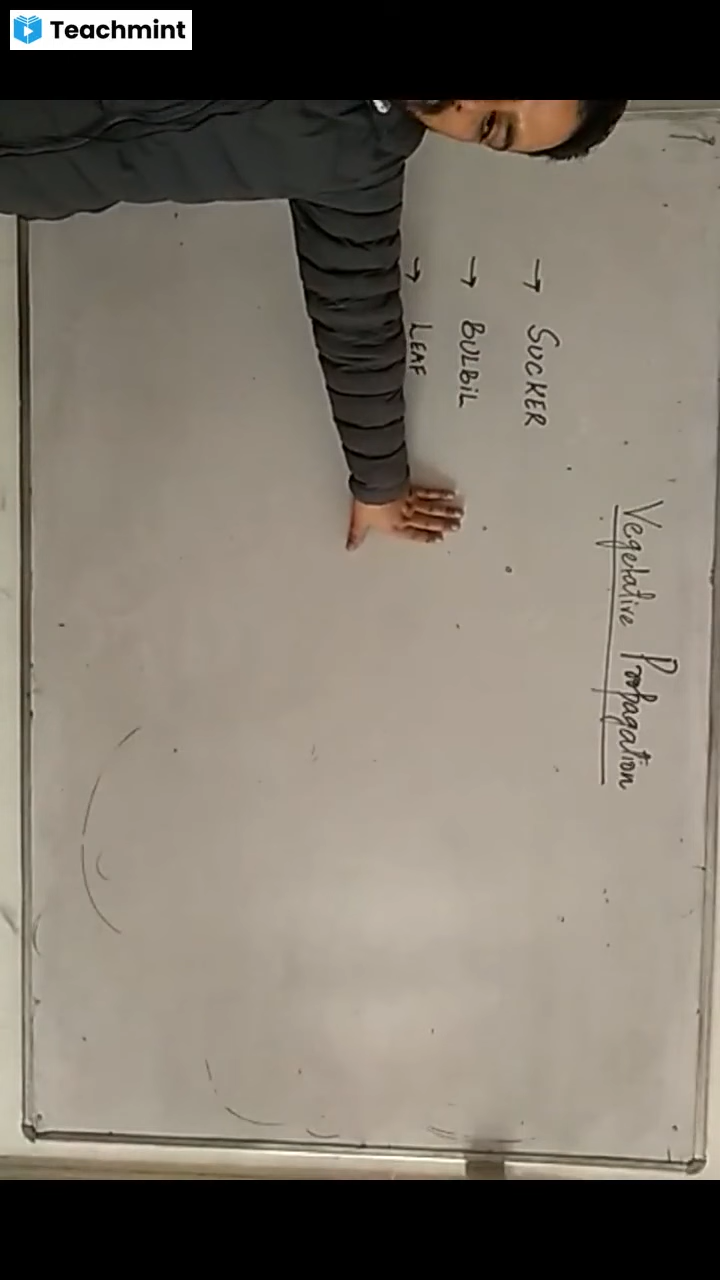 Teachmint
Vegetative Propagation
→ SUCKER
→ BULBIL
→ LEAF